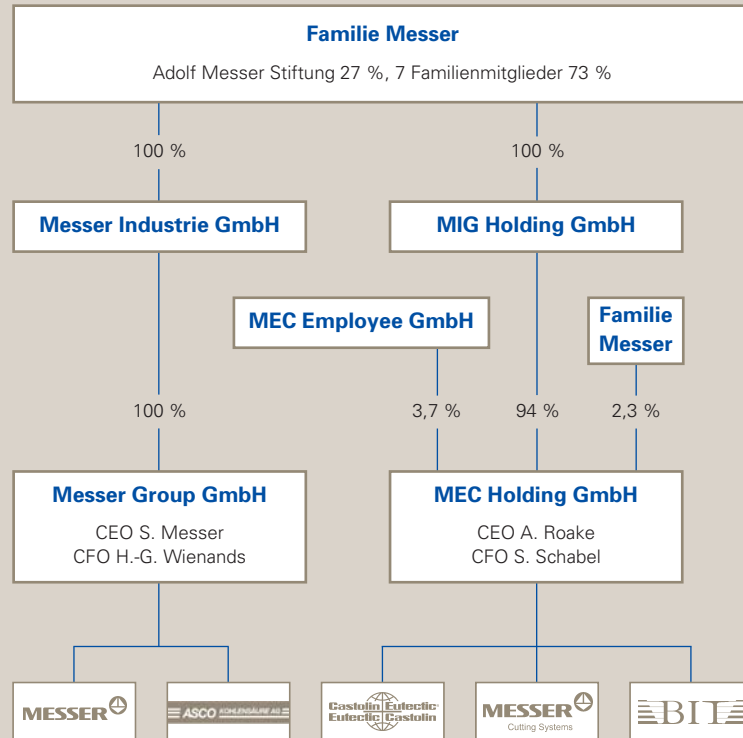 Familie Messer
Adolf Messer Stiftung 27 %, 7 Familienmitglieder 73 %
100 %
100 %
Messer Industrie GmbH
MIG Holding GmbH
MEC Employee GmbH
Familie
Messer
100 %
3,7 %
94 %
2,3 %
Messer Group GmbH
CEO S. Messer
CFO H.-G. Wienands
MEC Holding GmbH
CEO A. Roake
CFO S. Schabel
MESSER
ASCO KOHLENSÄURE AG
Castolin Eutectic
Eutectic Castolin
MESSER
Cutting Systems
BIT